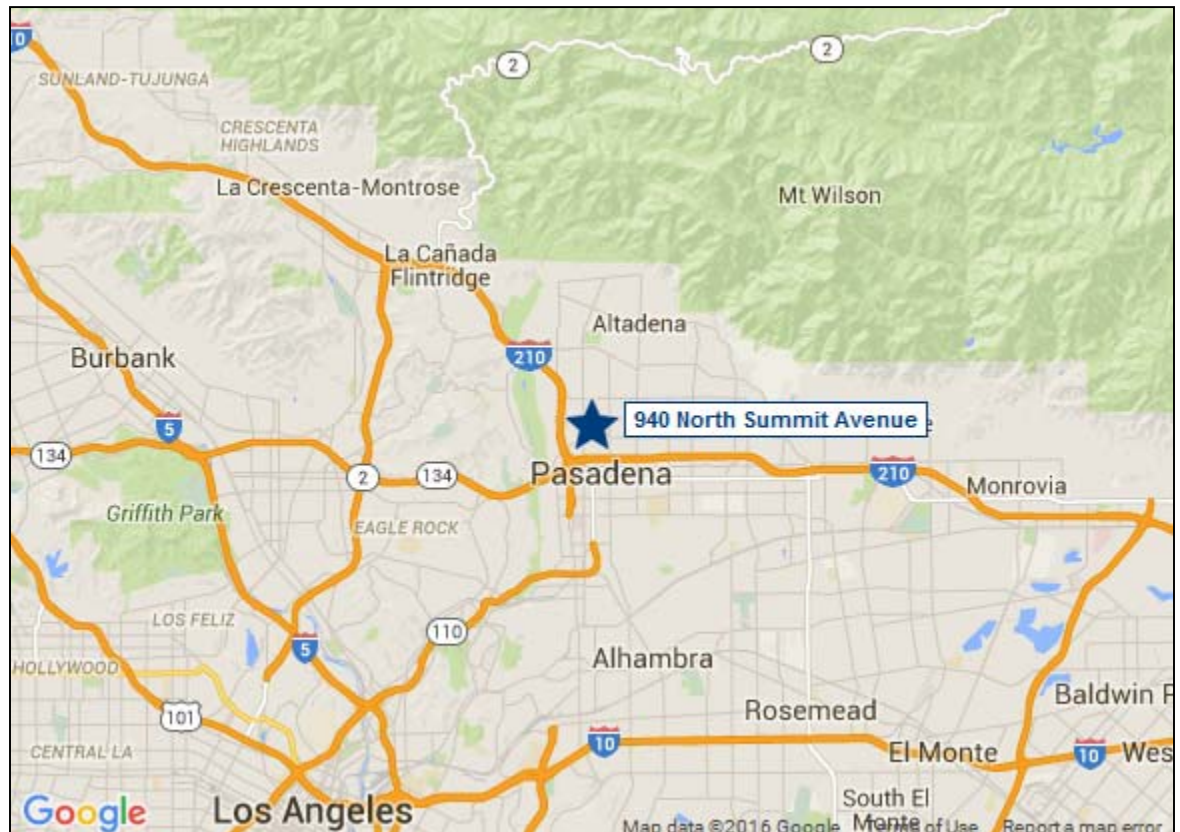 0
2
2
SUNLAND-TUJUNGA
CRESCENTA
HIGHLANDS
La Crescenta-Montrose
Mt Wilson
La Cañada
Flintridge
Altadena
210
Burbank
940 North Summit Avenue
e
5
134
2
134
Pasadena
210
Monrovia
Griffith Park
EAGLE ROCK
LOS FELIZ
110
5
HOLLYWOOD
Alhambra
101
Baldwin P
Rosemead
10
CENTRAL LA
El Monte
10
Wes
Google
Los Angeles
South El
Monte
Map data ©2016 Google
Terms of Use
Report a map error